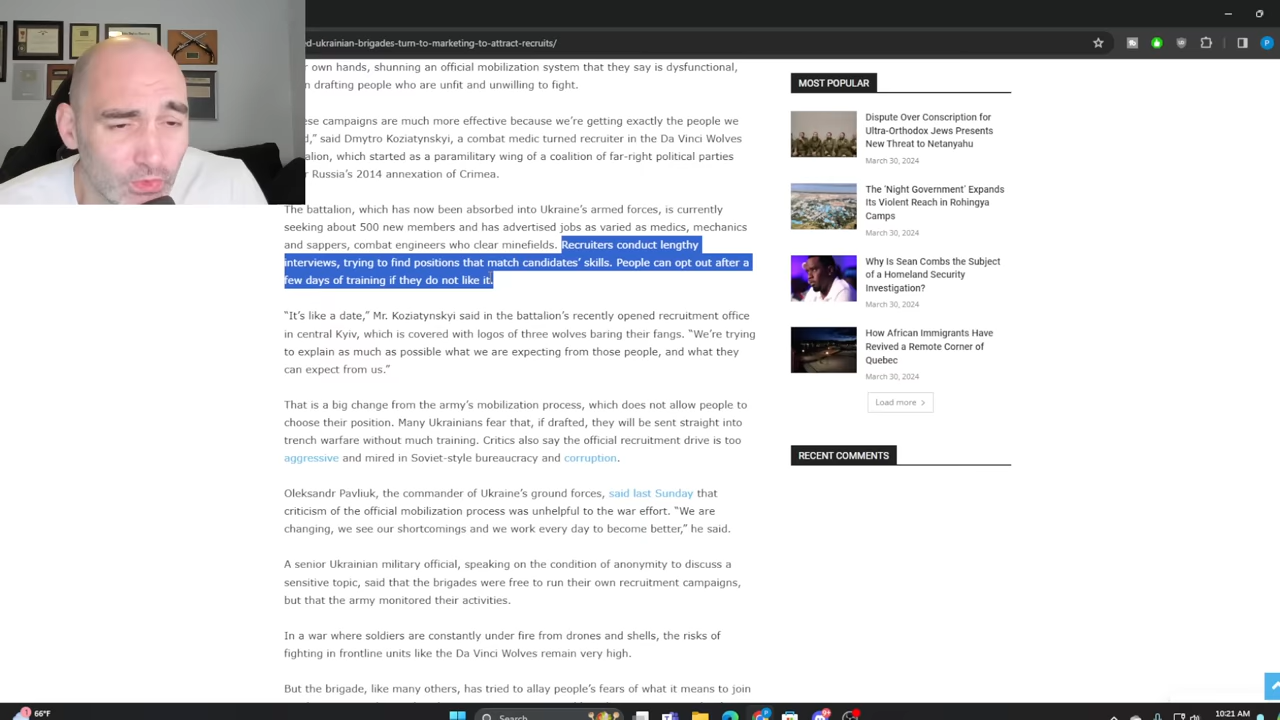 ed-ukrainian-brigades-turn-to-marketing-to-attract-recruits/
own hands, shunning an official mobilization system that they say is dysfunctional,
drafting people who are unfit and unwilling to fight.
ese campaigns are much more effective because we're getting exactly the people we
said Dmytro Koziatynskyi, a combat medic turned recruiter in the Da Vinci Wolves
alion, which started as a paramilitary wing of a coalition of far-right political parties
Russia's 2014 annexation of Crimea.
The battalion, which has now been absorbed into Ukraine's armed forces, is currently
seeking about 500 new members and has advertised jobs as varied as medics, mechanics
and sappers, combat engineers who clear minefields. Recruiters conduct lengthy
interviews, trying to find positions that match candidates' skills. People can opt out after a
few days of training if they do not like it.
“It's like a date,” Mr. Koziatynskyi said in the battalion's recently opened recruitment office
in central Kyiv, which is covered with logos of three wolves baring their fangs. “We're trying
to explain as much as possible what we are expecting from those people, and what they
can expect from us.”
That is a big change from the army's mobilization process, which does not allow people to
choose their position. Many Ukrainians fear that, if drafted, they will be sent straight into
trench warfare without much training. Critics also say the official recruitment drive is too
aggressive and mired in Soviet-style bureaucracy and corruption.
Oleksandr Pavliuk, the commander of Ukraine's ground forces, said last Sunday that
criticism of the official mobilization process was unhelpful to the war effort. “We are
changing, we see our shortcomings and we work every day to become better,” he said.
A senior Ukrainian military official, speaking on the condition of anonymity to discuss a
sensitive topic, said that the brigades were free to run their own recruitment campaigns,
but that the army monitored their activities.
In a war where soldiers are constantly under fire from drones and shells, the risks of
fighting in frontline units like the Da Vinci Wolves remain very high.
But the brigade, like many others, has tried to allay people's fears of what it means to join
MOST POPULAR
Dispute Over Conscription for
Ultra-Orthodox Jews Presents
New Threat to Netanyahu
March 30, 2024
The 'Night Government' Expands
Its Violent Reach in Rohingya
Camps
March 30, 2024
Why Is Sean Combs the Subject
of a Homeland Security
Investigation?
March 30, 2024
How African Immigrants Have
Revived a Remote Corner of
Quebec
March 30, 2024
Load more
RECENT COMMENTS
66°F
Search
10:21 AM